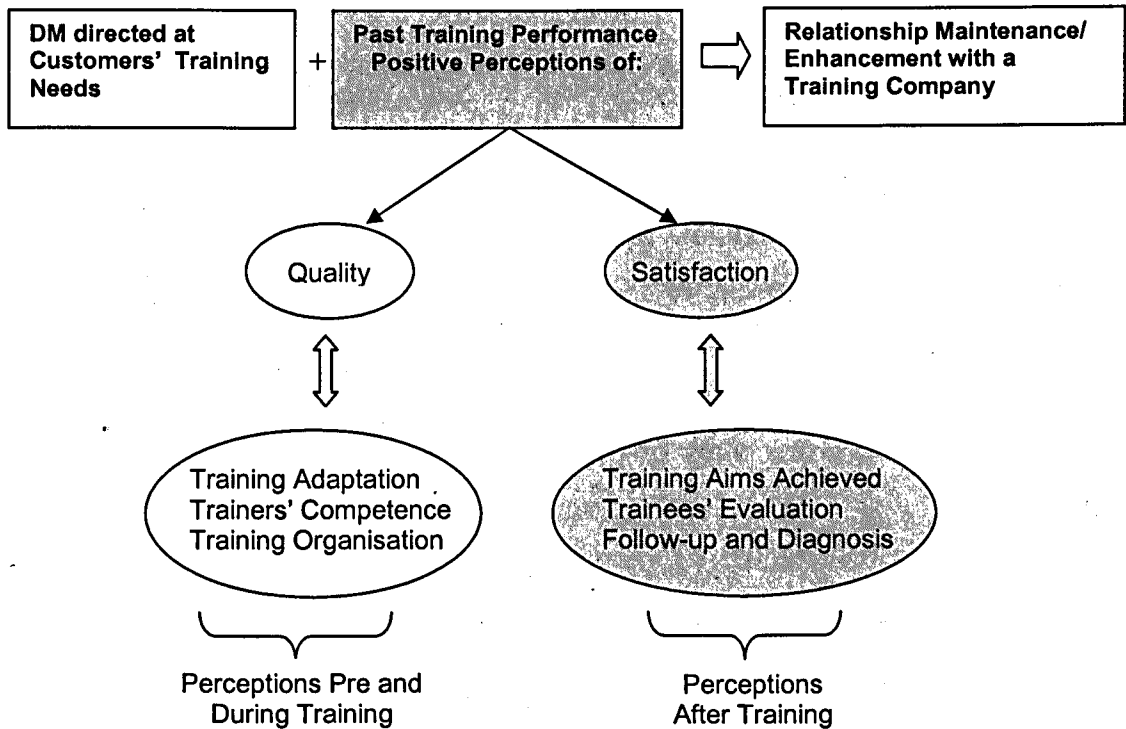 DM directed at
Customers' Training
Needs
+
Past Training Performance
Positive Perceptions of:
Relationship Maintenance/
Enhancement with a
Training Company
Quality
Satisfaction
Training Adaptation
Trainers' Competence
Training Organisation
Training Aims Achieved
Trainees' Evaluation
Follow-up and Diagnosis
Perceptions Pre and
During Training
Perceptions
After Training